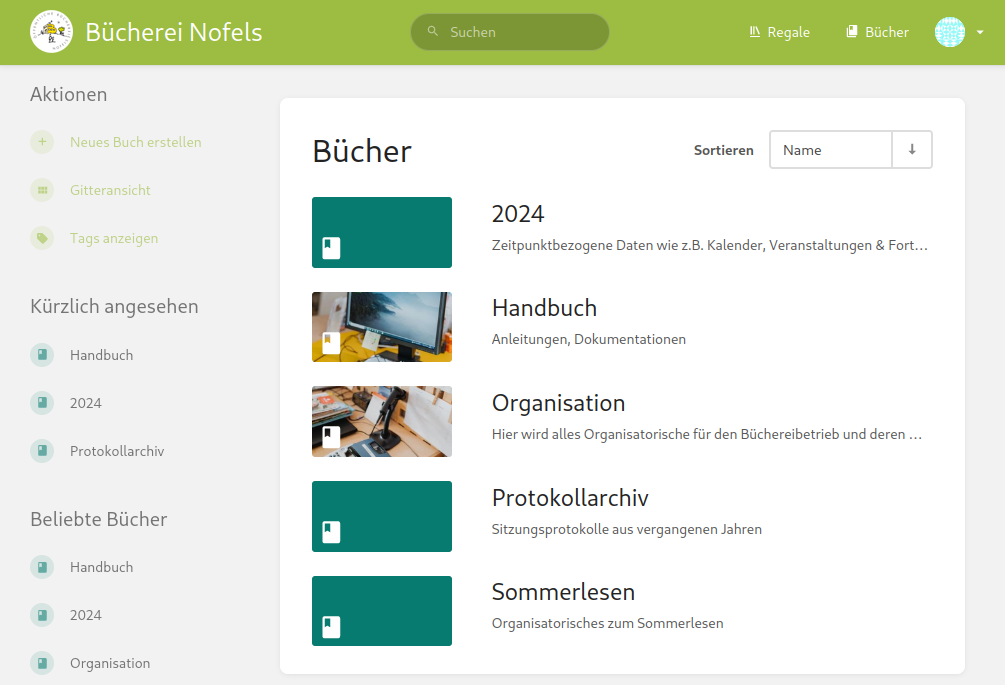 Bücherei Nofels
Suchen
Regale
Bücher
Aktionen
Neues Buch erstellen
Gitteransicht
Tags anzeigen
Kürzlich angesehen
Handbuch
2024
Protokollarchiv
Beliebte Bücher
Handbuch
2024
Organisation
Bücher
Sortieren
Name
2024
Zeitpunktbezogene Daten wie z.B. Kalender, Veranstaltungen & Fort…
Handbuch
Anleitungen, Dokumentationen
Organisation
Hier wird alles Organisatorische für den Büchereibetrieb und deren …
Protokollarchiv
Sitzungsprotokolle aus vergangenen Jahren
Sommerlesen
Organisatorisches zum Sommerlesen